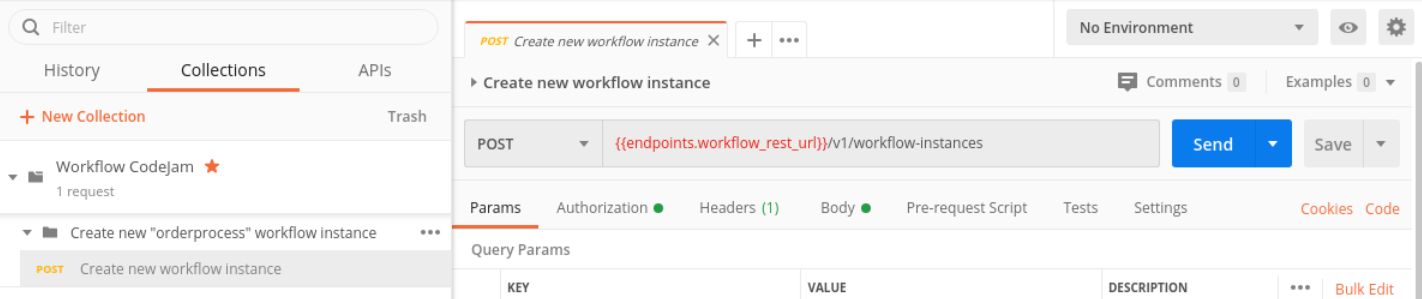 Filter
History Collections APIs
+ New Collection Trash
Workflow CodeJam
1 request
Create new "orderprocess" workflow instance
POST Create new workflow instance
POST Create new workflow instance
No Environment
Create new workflow instance Comments 0 Examples 0
POST {{endpoints.workflow_rest_url}}/v1/workflow-instances Send Save
Params Authorization Headers (1) Body Pre-request Script Tests Settings Cookies Code
Query Params
KEY VALUE DESCRIPTION Bulk Edit